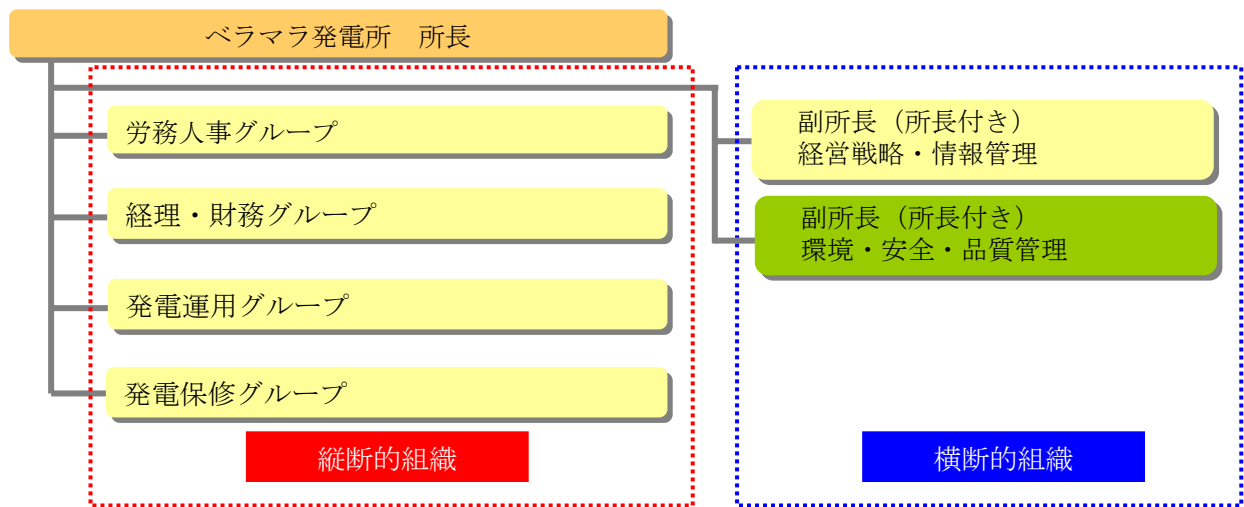 ベラマラ発電所　所長
労務人事グループ
経理・財務グループ
発電運用グループ
発電保修グループ
縦断的組織
副所長（所長付き）
経営戦略・情報管理
副所長（所長付き）
環境・安全・品質管理
横断的組織